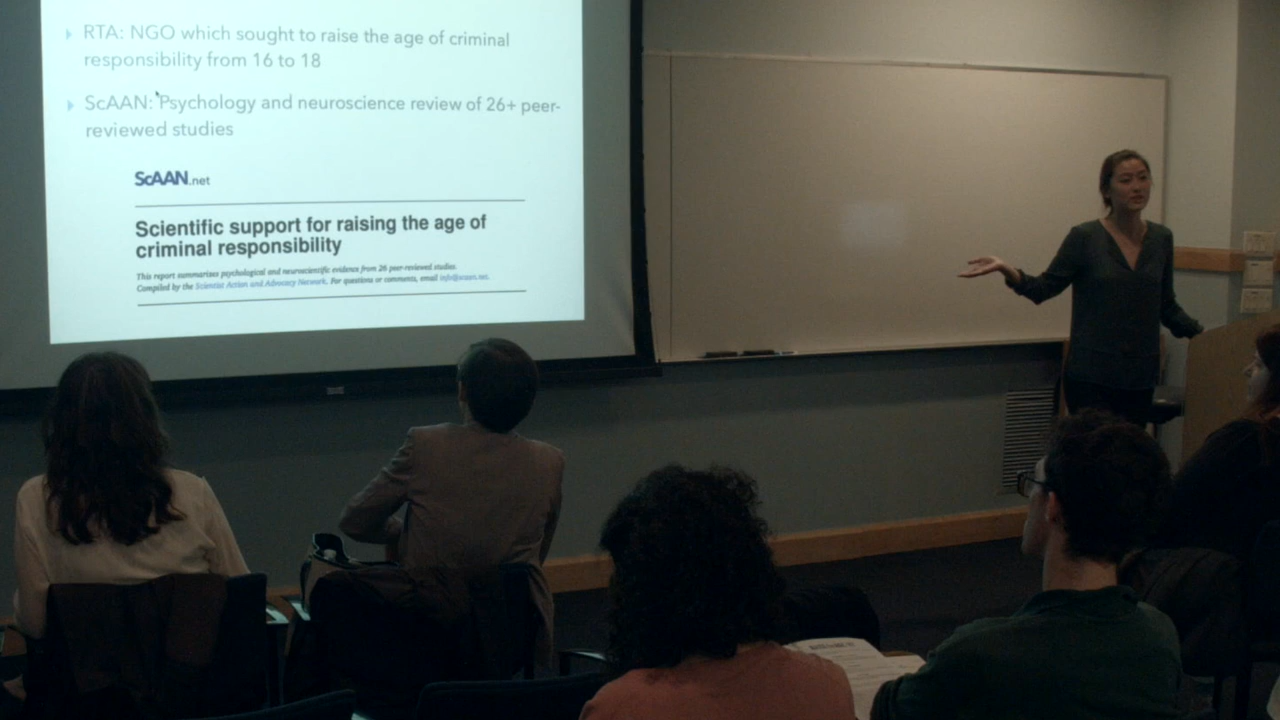 RTA: NGO which sought to raise the age of criminal
responsibility from 16 to 18
ScAAN: Psychology and neuroscience review of 26+ peer-
reviewed studies
ScAAN.net
Scientific support for raising the age of
criminal responsibility
This report summarizes psychological and neuroscientific evidence from 26 peer-reviewed studies.
Compiled by the Scientist Action and Advocacy Network. For questions or comments, email info@scaan.net.